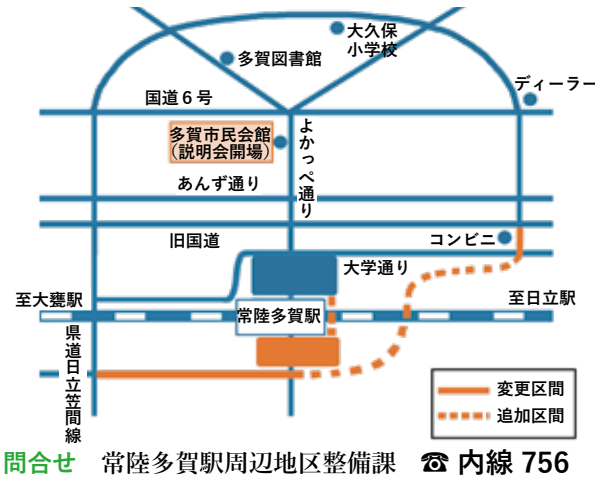 大久保
小学校
多賀図書館
ディーラー
国道6号
多賀市民会館
(説明会開場)
よかっぺ通り
あんず通り
旧国道
コンビニ
大学通り
至大甕駅
至日立駅
常陸多賀駅
県道日立笠間線
変更区間
追加区間
問合せ 常陸多賀駅周辺地区整備課 ☎ 内線 756